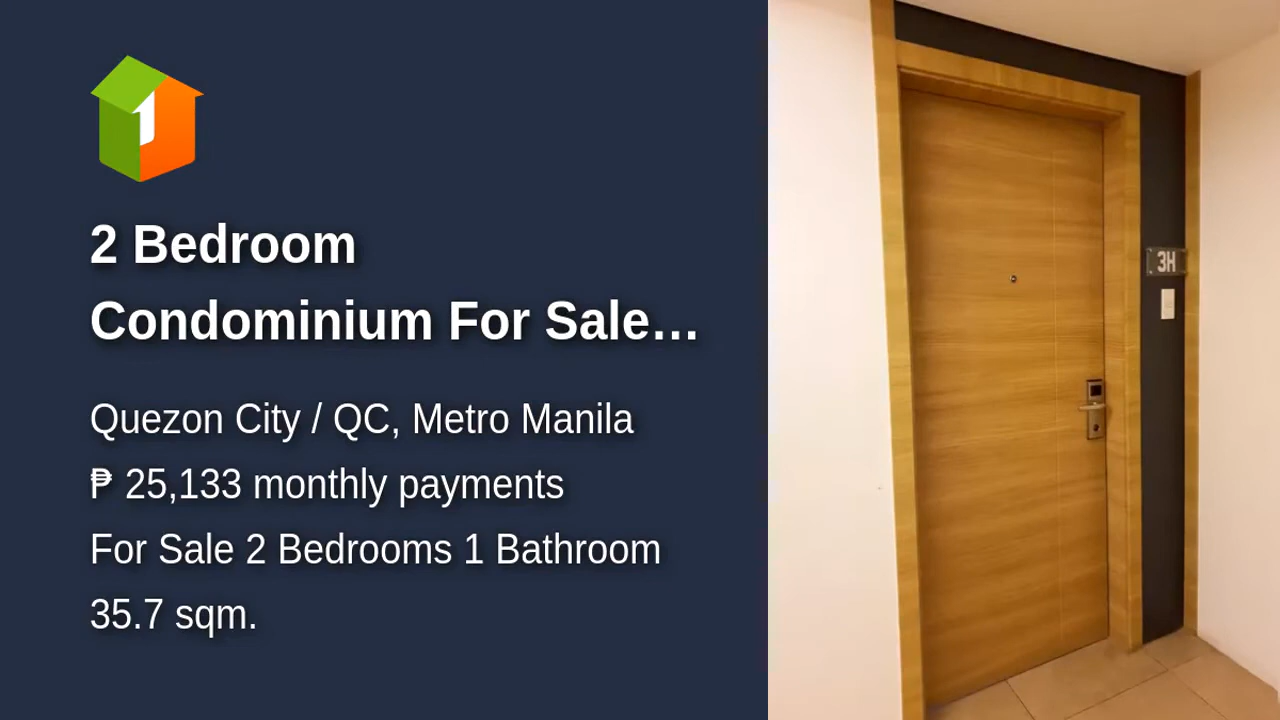 2 Bedroom
Condominium For Sale...
Quezon City / QC, Metro Manila
₱ 25,133 monthly payments
For Sale 2 Bedrooms 1 Bathroom
35.7 sqm.
3H